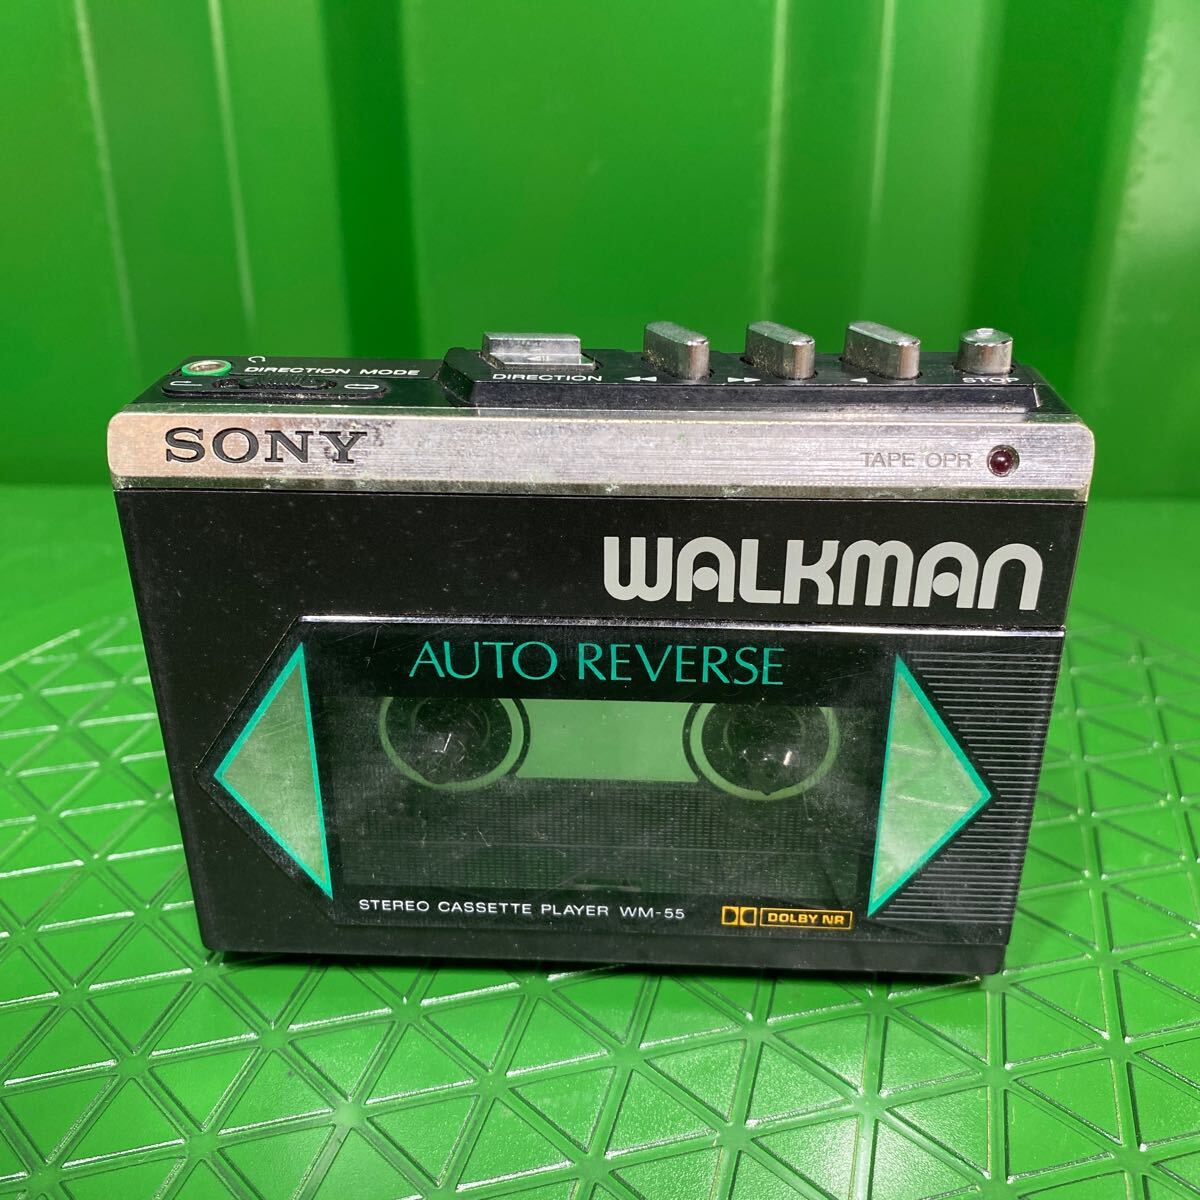 DIRECTION MODE
DIRECTION
STOP
SONY
TAPE OPR
WALKMAN
AUTO REVERSE
STEREO CASSETTE PLAYER WM-55
DOLBY NR